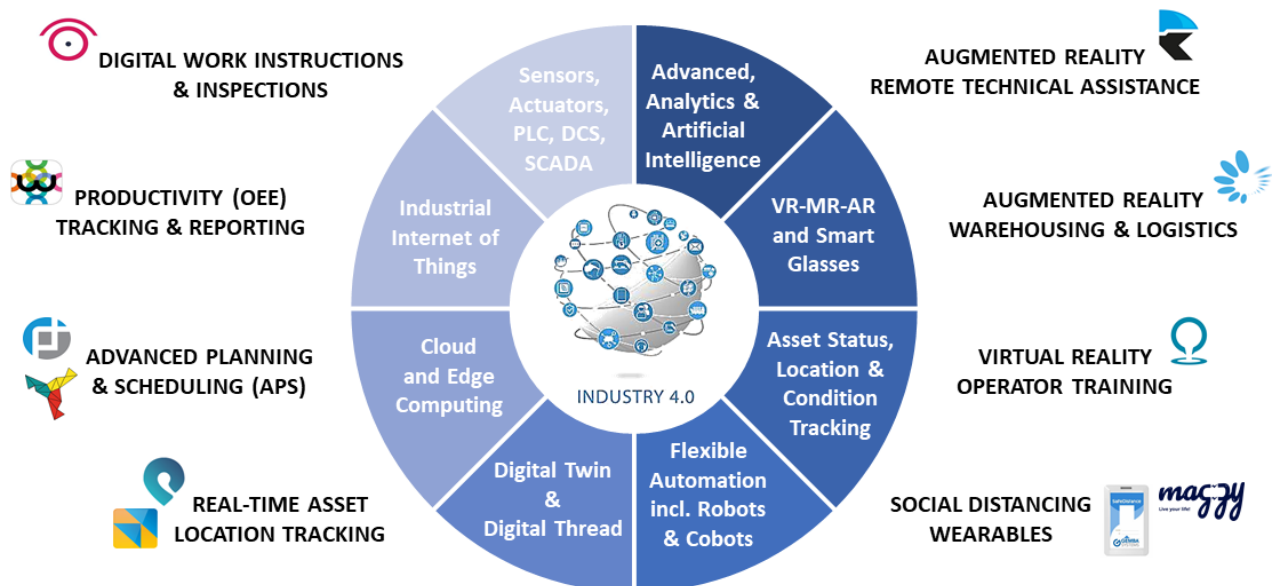 DIGITAL WORK INSTRUCTIONS
& INSPECTIONS
PRODUCTIVITY (OEE)
TRACKING & REPORTING
ADVANCED PLANNING
& SCHEDULING (APS)
REAL-TIME ASSET
LOCATION TRACKING
Sensors,
Actuators,
PLC, DCS,
SCADA
Advanced,
Analytics &
Artificial
Intelligence
Industrial
Internet of
Things
VR-MR-AR
and Smart
Glasses
Cloud
and Edge
Computing
Asset Status,
Location &
Condition
Tracking
Digital Twin
&
Digital Thread
Flexible
Automation
incl. Robots
& Cobots
INDUSTRY 4.0
AUGMENTED REALITY
REMOTE TECHNICAL ASSISTANCE
AUGMENTED REALITY
WAREHOUSING & LOGISTICS
VIRTUAL REALITY
OPERATOR TRAINING
SOCIAL DISTANCING
WEARABLES
maggy
Live your life!